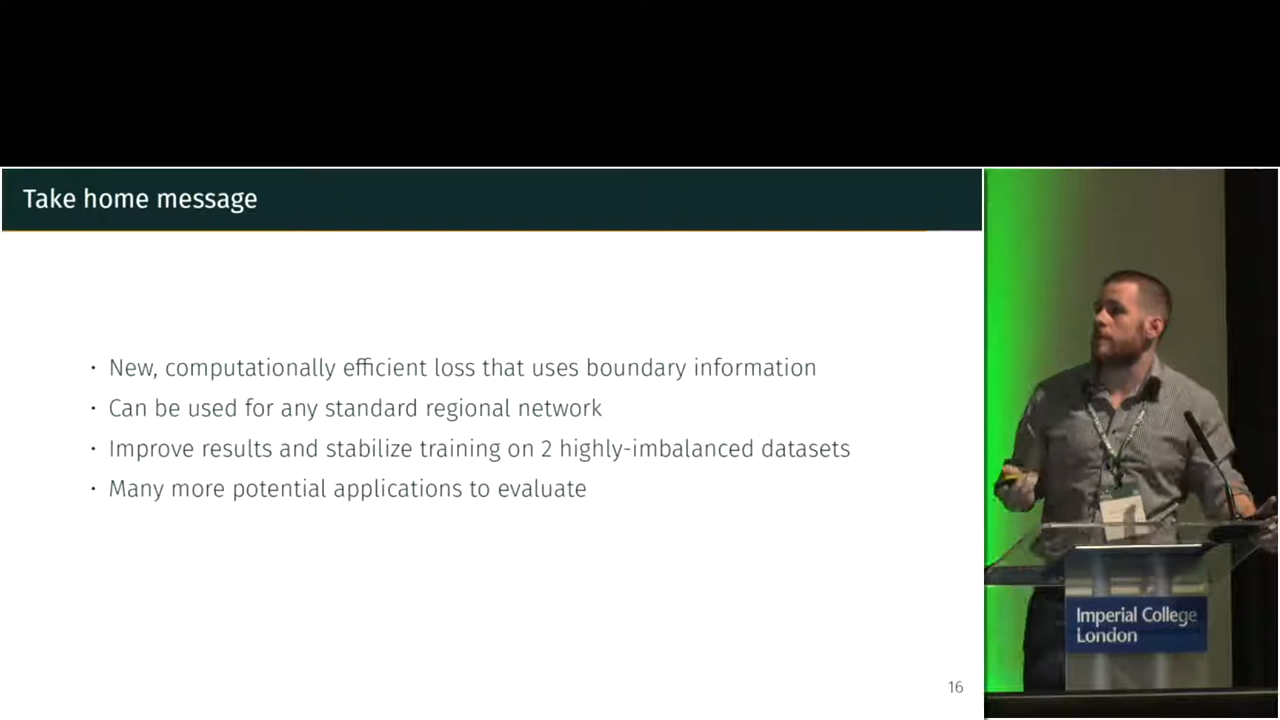 Take home message
· New, computationally efficient loss that uses boundary information
· Can be used for any standard regional network
· Improve results and stabilize training on 2 highly-imbalanced datasets
· Many more potential applications to evaluate
16
Imperial College
London